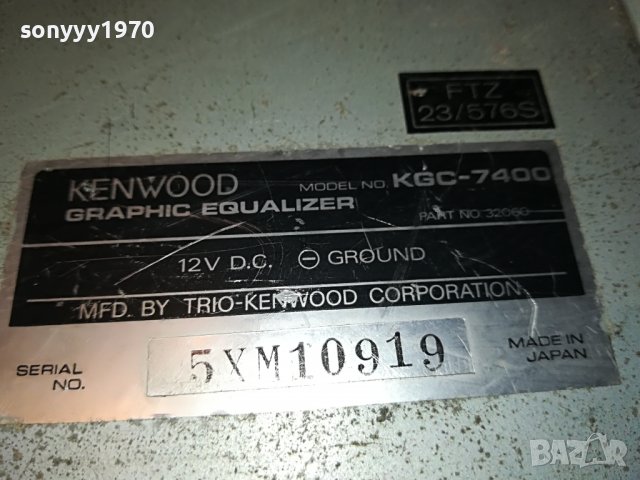 sonyyy1970
FTZ
23/576S
KENWOOD MODEL NO. KGC-7400
GRAPHIC EQUALIZER PART NO 32060
12V D.C. ⊖ GROUND
MFD. BY TRIO-KENWOOD CORPORATION
SERIAL NO. 5XM10919 MADE IN JAPAN
BAZAR